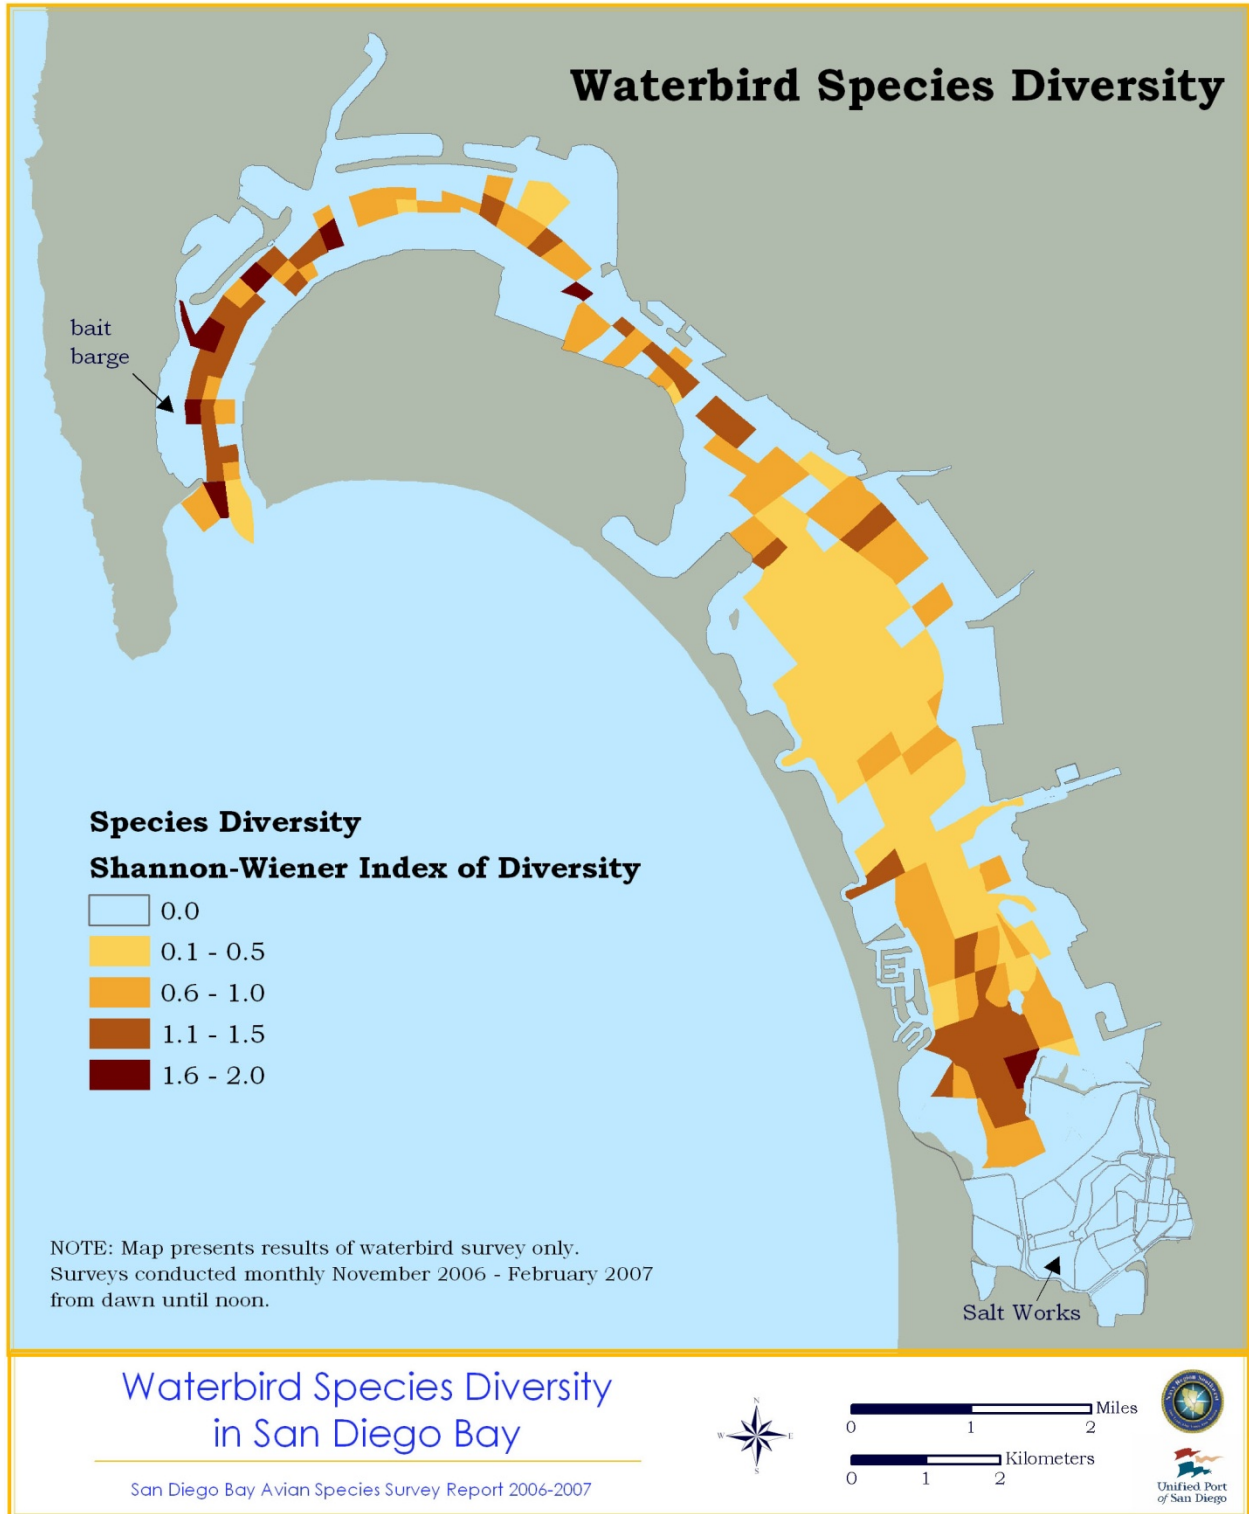 Waterbird Species Diversity
bait
barge
Species Diversity
Shannon-Wiener Index of Diversity
0.0
0.1 - 0.5
0.6 - 1.0
1.1 - 1.5
1.6 - 2.0
NOTE: Map presents results of waterbird survey only.
Surveys conducted monthly November 2006 - February 2007
from dawn until noon.
Salt Works
Waterbird Species Diversity
in San Diego Bay
San Diego Bay Avian Species Survey Report 2006-2007
N
W E
S
Miles
0 1 2
Kilometers
0 1 2
Navy Region Southwest
Unified Port
of San Diego